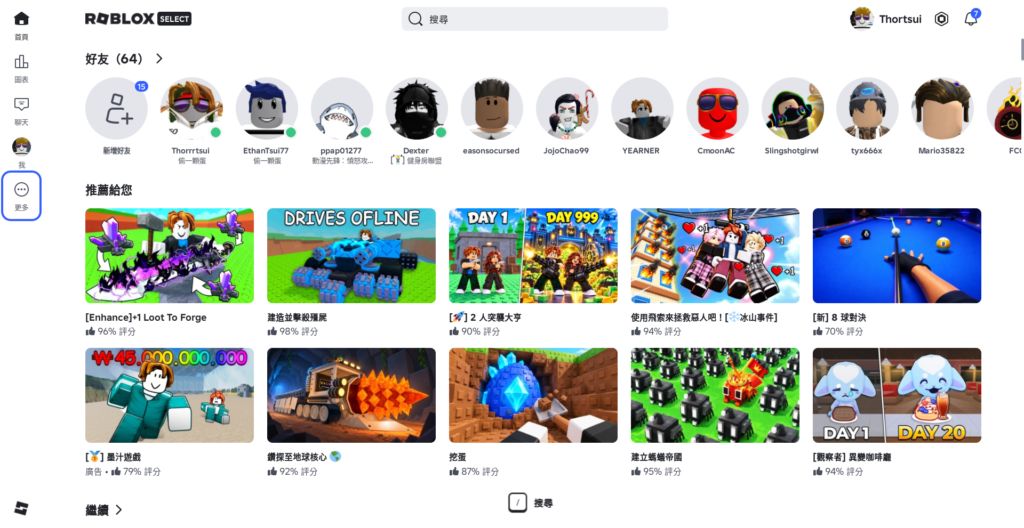 首頁
圖表
聊天
我
更多
ROBLOX SELECT
搜尋
Thortsui
7
好友（64）
15
新增好友
Thorrrtsui
偷一顆蛋
EthanTsui77
偷一顆蛋
ppap01277
動漫先鋒：憤怒攻...
Dexter
健身房聯盟
easonsocursed
JojoChao99
YEARNER
CmoonAC
Slingshotgirwl
tyx666x
Mario35822
FCC
推薦給您
DRIVES OFLINE
DAY 1
DAY 999
+1
+1
[Enhance]+1 Loot To Forge
96% 評分
建造並擊殺殭屍
98% 評分
[🚀] 2 人突襲大亨
90% 評分
使用飛索來拯救惡人吧！[❄️冰山事件]
94% 評分
[新] 8 球對決
70% 評分
₩45,000,000,000
DAY 1
DAY 20
[🥇] 墨汁遊戲
廣告 • 79% 評分
鑽探至地球核心 🌎
92% 評分
挖蛋
87% 評分
建立螞蟻帝國
95% 評分
[觀察者] 異變咖啡廳
94% 評分
繼續
/ 搜尋